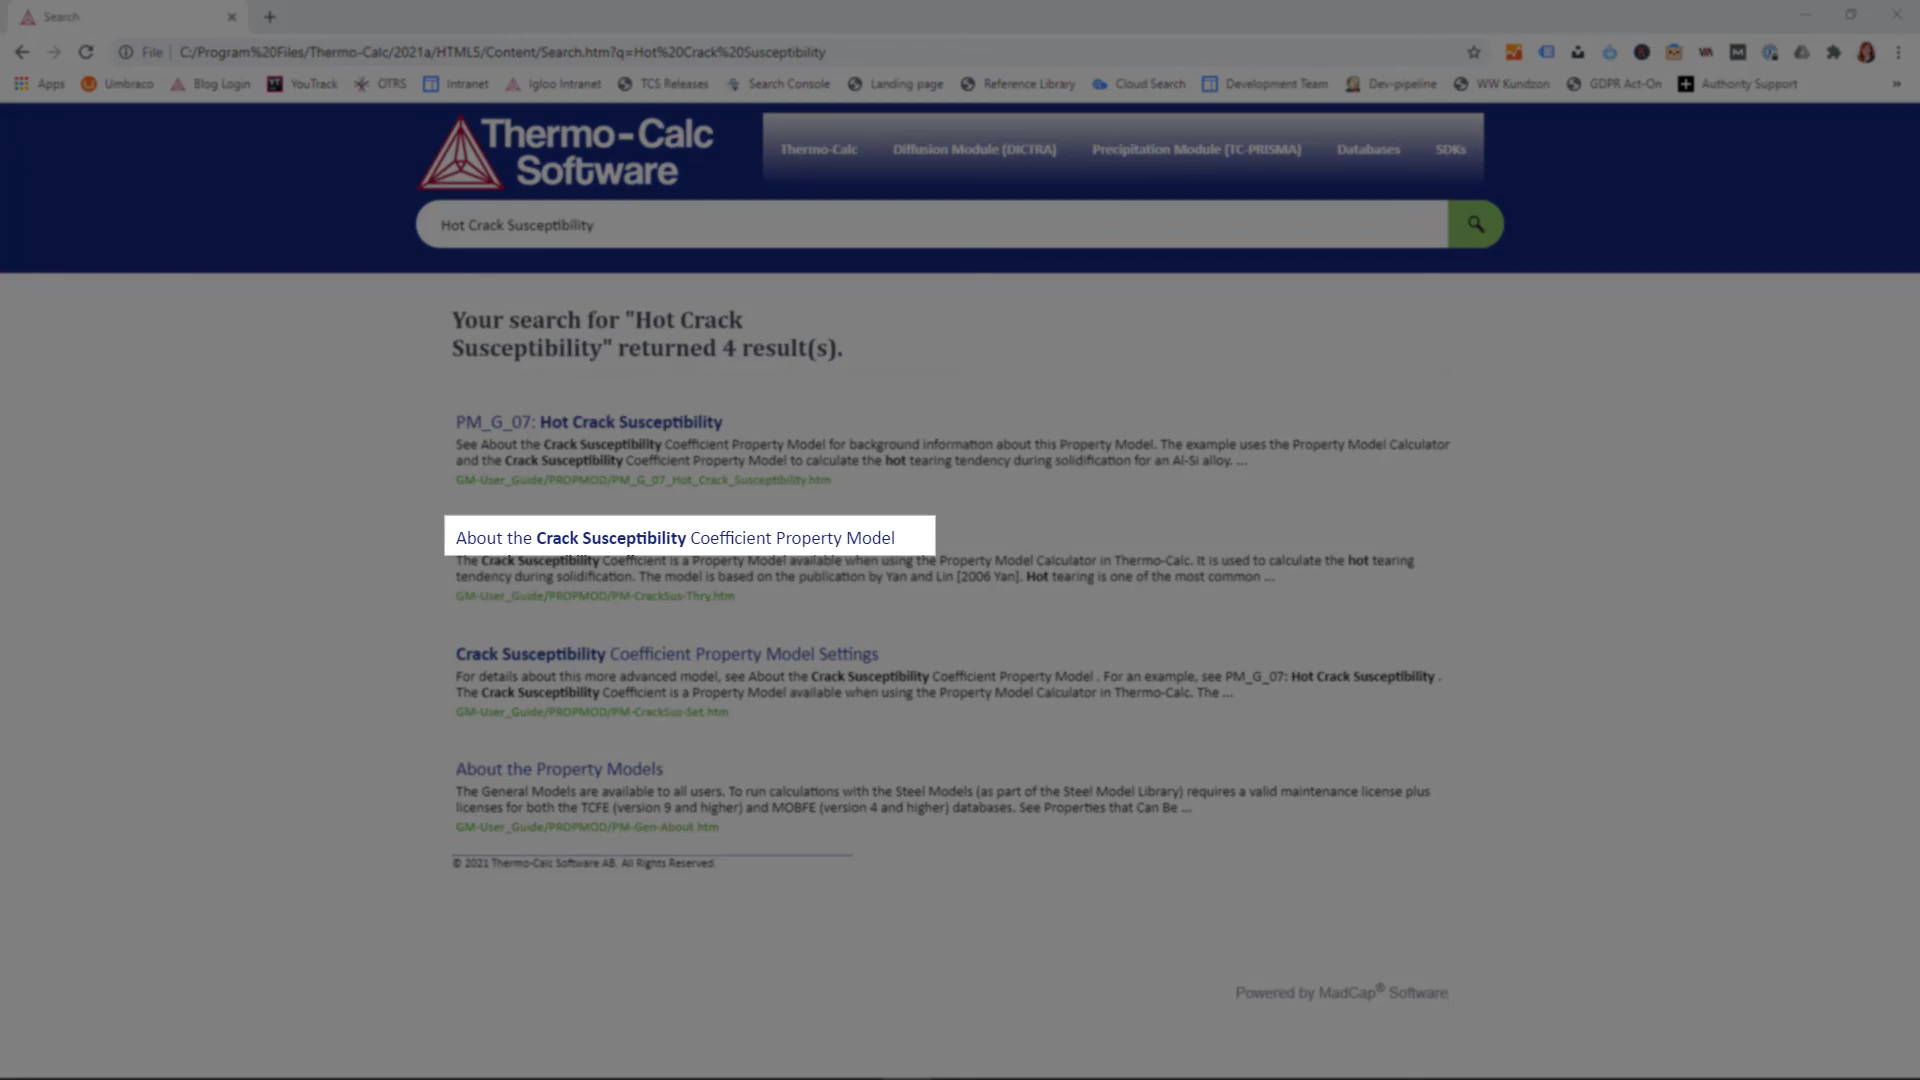 Search
File
C:/Program%20Files/Thermo-Calc/2021a/HTML5/Content/Search.htm?q=Hot%20Crack%20Susceptibility
Apps Umbraco Blog Login YouTrack OTRS Intranet Igloo Intranet TCS Releases Search Console Landing page Reference Library Cloud Search Development Team Dev-pipeline WW Kundzon GDPR Act-On Authority Support
Thermo-Calc
Software
Thermo-Calc Diffusion Module (DICTRA) Precipitation Module (TC-PRISMA) Databases SDKs
Hot Crack Susceptibility
Your search for "Hot Crack
Susceptibility" returned 4 result(s).
PM_G_07: Hot Crack Susceptibility
See About the Crack Susceptibility Coefficient Property Model for background information about this Property Model. The example uses the Property Model Calculator
and the Crack Susceptibility Coefficient Property Model to calculate the hot tearing tendency during solidification for an Al-Si alloy. ...
GM-User_Guide/PROPMOD/PM_G_07_Hot_Crack_Susceptibility.htm
About the Crack Susceptibility Coefficient Property Model
The Crack Susceptibility Coefficient is a Property Model available when using the Property Model Calculator in Thermo-Calc. It is used to calculate the hot tearing
tendency during solidification. The model is based on the publication by Yan and Lin [2006 Yan]. Hot tearing is one of the most common ...
GM-User_Guide/PROPMOD/PM-CrackSus-Thry.htm
Crack Susceptibility Coefficient Property Model Settings
For details about this more advanced model, see About the Crack Susceptibility Coefficient Property Model . For an example, see PM_G_07: Hot Crack Susceptibility .
The Crack Susceptibility Coefficient is a Property Model available when using the Property Model Calculator in Thermo-Calc. The ...
GM-User_Guide/PROPMOD/PM-CrackSus-Set.htm
About the Property Models
The General Models are available to all users. To run calculations with the Steel Models (as part of the Steel Model Library) requires a valid maintenance license plus
licenses for both the TCFE (version 9 and higher) and MOBFE (version 4 and higher) databases. See Properties that Can Be ...
GM-User_Guide/PROPMOD/PM-Gen-About.htm
© 2021 Thermo-Calc Software AB. All Rights Reserved.
Powered by MadCap® Software